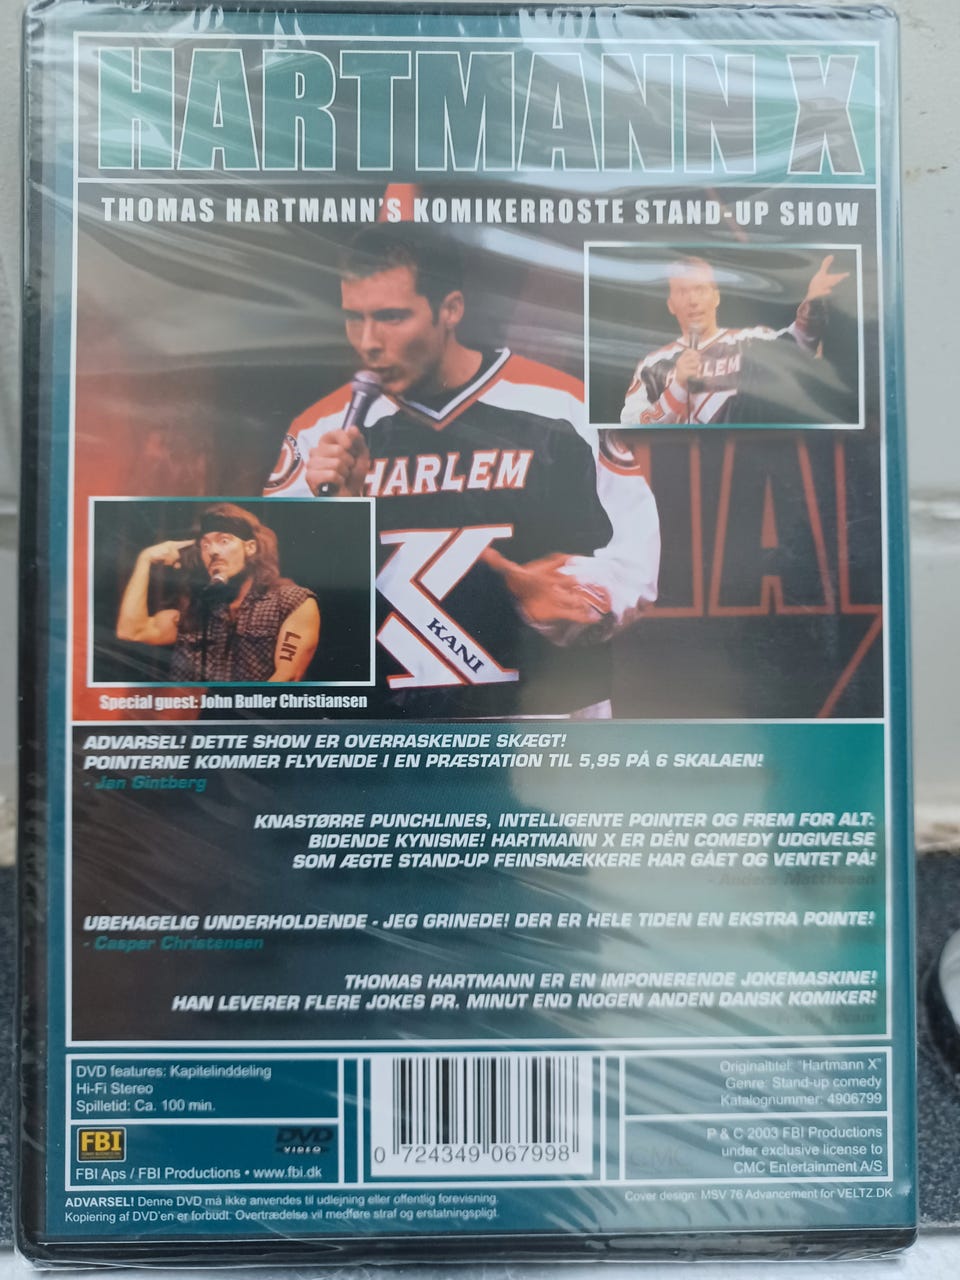 HARTMANN X
THOMAS HARTMANN'S KOMIKERROSTE STAND-UP SHOW
HARLEM
HARLEM
KANI
LIM
Special guest: John Buller Christiansen
ADVARSEL! DETTE SHOW ER OVERRASKENDE SKÆGT!
POINTERNE KOMMER FLYVENDE I EN PRÆSTATION TIL 5,95 PÅ 6 SKALAEN!
- Jan Gintberg
KNASTØRRE PUNCHLINES, INTELLIGENTE POINTER OG FREM FOR ALT:
BIDENDE KYNISME! HARTMANN X ER DÉN COMEDY UDGIVELSE
SOM ÆGTE STAND-UP FEINSMÆKKERE HAR GÅET OG VENTET PÅ!
- Anders Matthesen
UBEHAGELIG UNDERHOLDENDE - JEG GRINEDE! DER ER HELE TIDEN EN EKSTRA POINTE!
- Casper Christensen
THOMAS HARTMANN ER EN IMPONERENDE JOKEMASKINE!
HAN LEVERER FLERE JOKES PR. MINUT END NOGEN ANDEN DANSK KOMIKER!
DVD features: Kapitelinddeling
Hi-Fi Stereo
Spilletid: Ca. 100 min.
FBI
DVD
VIDEO
FBI Aps / FBI Productions • www.fbi.dk
0 724349 067998
Originaltitel: "Hartmann X"
Genre: Stand-up comedy
Katalognummer: 4906799
CMC
P & C 2003 FBI Productions
under exclusive license to
CMC Entertainment A/S
ADVARSEL! Denne DVD må ikke anvendes til udlejning eller offentlig forevisning.
Kopiering af DVD'en er forbudt. Overtrædelse vil medføre straf og erstatningspligt.
Cover design: MSV 76 Advancement for VELTZ.DK